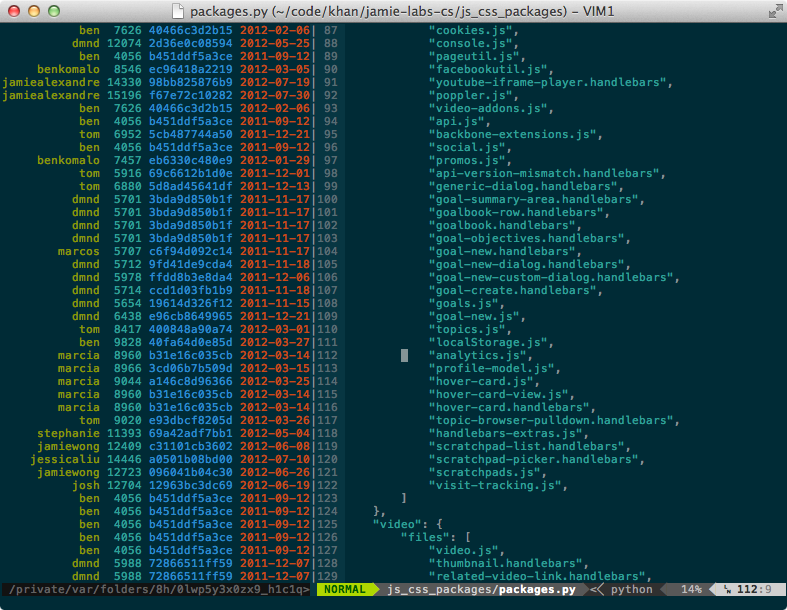 packages.py (~/code/khan/jamie-labs-cs/js_css_packages) – VIM1
ben 7626 40466c3d2b15 2012-02-06| 87 "cookies.js",
dmnd 12074 2d36e0c08594 2012-05-25| 88 "console.js",
ben 4056 b451ddf5a3ce 2011-09-12| 89 "pageutil.js",
benkomalo 8546 ec96418a2219 2012-03-05| 90 "facebookutil.js",
jamiealexandre 14330 98bb825876b9 2012-07-19| 91 "youtube-iframe-player.handlebars",
jamiealexandre 15196 f67e72c10282 2012-07-30| 92 "poppler.js",
ben 7626 40466c3d2b15 2012-02-06| 93 "video-addons.js",
ben 4056 b451ddf5a3ce 2011-09-12| 94 "api.js",
tom 6952 5cb487744a50 2011-12-21| 95 "backbone-extensions.js",
ben 4056 b451ddf5a3ce 2011-09-12| 96 "social.js",
benkomalo 7457 eb6330c480e9 2012-01-29| 97 "promos.js",
tom 5916 69c6612b1d0e 2011-12-01| 98 "api-version-mismatch.handlebars",
tom 6880 5d8ad45641df 2011-12-13| 99 "generic-dialog.handlebars",
dmnd 5701 3bda9d850b1f 2011-11-17|100 "goal-summary-area.handlebars",
dmnd 5701 3bda9d850b1f 2011-11-17|101 "goalbook-row.handlebars",
dmnd 5701 3bda9d850b1f 2011-11-17|102 "goalbook.handlebars",
dmnd 5701 3bda9d850b1f 2011-11-17|103 "goal-objectives.handlebars",
marcos 5707 c6f94d092c14 2011-11-17|104 "goal-new.handlebars",
dmnd 5712 9fd41de9cda4 2011-11-18|105 "goal-new-dialog.handlebars",
dmnd 5978 ffdd8b3e8da4 2011-12-06|106 "goal-new-custom-dialog.handlebars",
dmnd 5714 ccd1d03fb1b9 2011-11-18|107 "goal-create.handlebars",
dmnd 5654 19614d326f12 2011-11-15|108 "goals.js",
dmnd 6438 e96cb8649965 2011-12-21|109 "goal-new.js",
tom 8417 400848a90a74 2012-03-01|110 "topics.js",
ben 9828 40fa64d0e85d 2012-03-27|111 "localStorage.js",
marcia 8960 b31e16c035cb 2012-03-14|112 "analytics.js",
marcia 8966 3cd06b7b509d 2012-03-15|113 "profile-model.js",
marcia 9044 a146c8d96366 2012-03-25|114 "hover-card.js",
marcia 8960 b31e16c035cb 2012-03-14|115 "hover-card-view.js",
marcia 8960 b31e16c035cb 2012-03-14|116 "hover-card.handlebars",
tom 9020 e93dbcf8205d 2012-03-26|117 "topic-browser-pulldown.handlebars",
stephanie 11393 69a42adf7bb1 2012-05-04|118 "handlebars-extras.js",
jamiewong 12409 c31101cb3602 2012-06-08|119 "scratchpad-list.handlebars",
jessicaliu 14446 a0501b08bd00 2012-07-18|120 "scratchpad-picker.handlebars",
jamiewong 12723 096041b04c30 2012-06-26|121 "scratchpads.js",
josh 12704 12963bc3dc69 2012-06-19|122 "visit-tracking.js",
ben 4056 b451ddf5a3ce 2011-09-12|123 ]
ben 4056 b451ddf5a3ce 2011-09-12|124 },
ben 4056 b451ddf5a3ce 2011-09-12|125 "video": {
ben 4056 b451ddf5a3ce 2011-09-12|126 "files": [
ben 4056 b451ddf5a3ce 2011-09-12|127 "video.js",
dmnd 5988 72866511ff59 2011-12-07|128 "thumbnail.handlebars",
dmnd 5988 72866511ff59 2011-12-07|129 "related-video-link.handlebars",
/private/var/folders/8h/0lwp5y3x0zx9_h1c1q> NORMAL js_css_packages/packages.py < python 14% 112:9